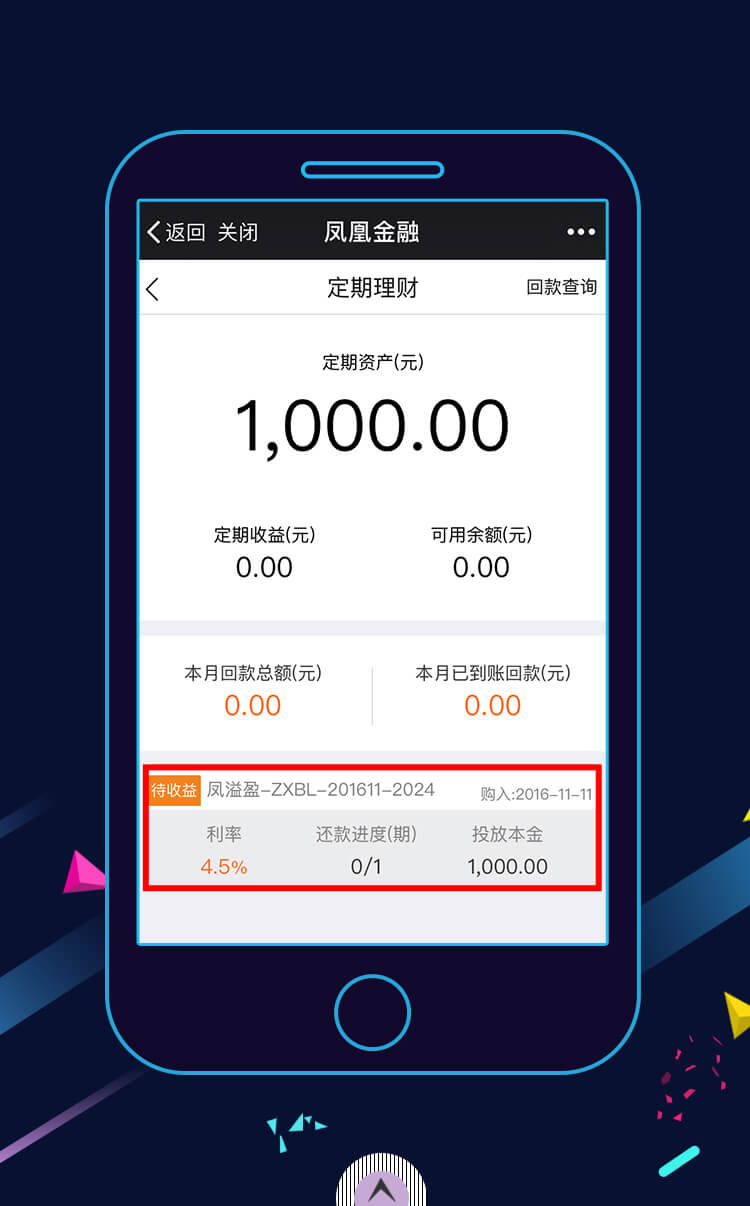 返回 关闭 凤凰金融 •••
定期理财 回款查询
定期资产(元)
1,000.00
定期收益(元) 可用余额(元)
0.00 0.00
本月回款总额(元) 本月已到账回款(元)
0.00 0.00
待收益 凤溢盈-ZXBL-201611-2024 购入:2016-11-11
利率 还款进度(期) 投放本金
4.5% 0/1 1,000.00